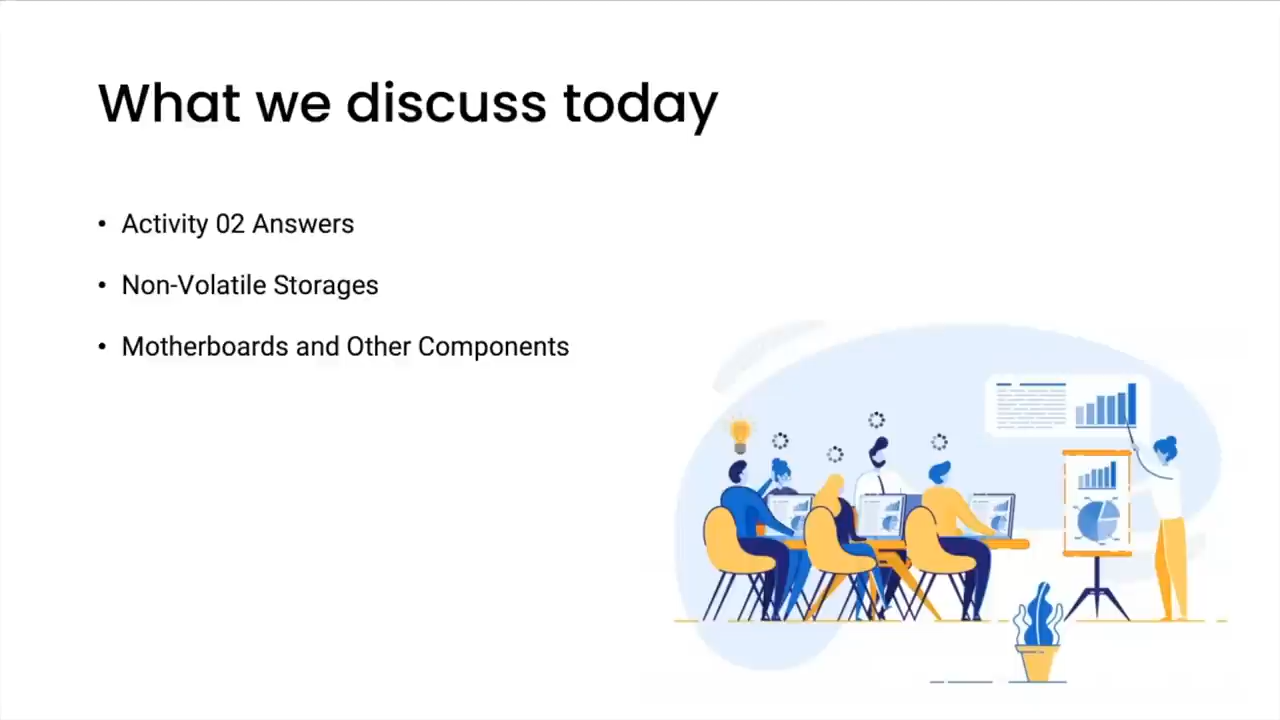 What we discuss today
• Activity 02 Answers
• Non-Volatile Storages
• Motherboards and Other Components